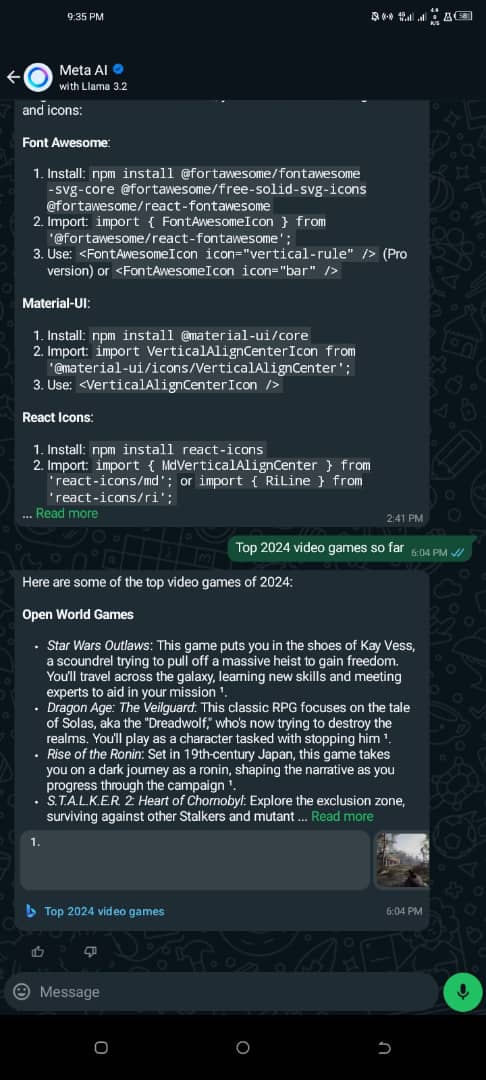 9:35 PM
4G
4.8
K/S
58
Meta AI
with Llama 3.2
and icons:
Font Awesome:
1. Install: npm install @fortawesome/fontawesome
-svg-core @fortawesome/free-solid-svg-icons
@fortawesome/react-fontawesome
2. Import: import { FontAwesomeIcon } from
'@fortawesome/react-fontawesome';
3. Use: <FontAwesomeIcon icon="vertical-rule" /> (Pro
version) or <FontAwesomeIcon icon="bar" />
Material-UI:
1. Install: npm install @material-ui/core
2. Import: import VerticalAlignCenterIcon from
'@material-ui/icons/VerticalAlignCenter';
3. Use: <VerticalAlignCenterIcon />
React Icons:
1. Install: npm install react-icons
2. Import: import { MdVerticalAlignCenter } from
'react-icons/md'; or import { RiLine } from
'react-icons/ri';
... Read more
2:41 PM
Top 2024 video games so far 6:04 PM
Here are some of the top video games of 2024:
Open World Games
• Star Wars Outlaws: This game puts you in the shoes of Kay Vess,
a scoundrel trying to pull off a massive heist to gain freedom.
You'll travel across the galaxy, learning new skills and meeting
experts to aid in your mission ¹.
• Dragon Age: The Veilguard: This classic RPG focuses on the tale
of Solas, aka the "Dreadwolf," who's now trying to destroy the
realms. You'll play as a character tasked with stopping him ¹.
• Rise of the Ronin: Set in 19th-century Japan, this game takes
you on a dark journey as a ronin, shaping the narrative as you
progress through the campaign ¹.
• S.T.A.L.K.E.R. 2: Heart of Chornobyl: Explore the exclusion zone,
surviving against other Stalkers and mutant ... Read more
1.
Top 2024 video games
6:04 PM
Message